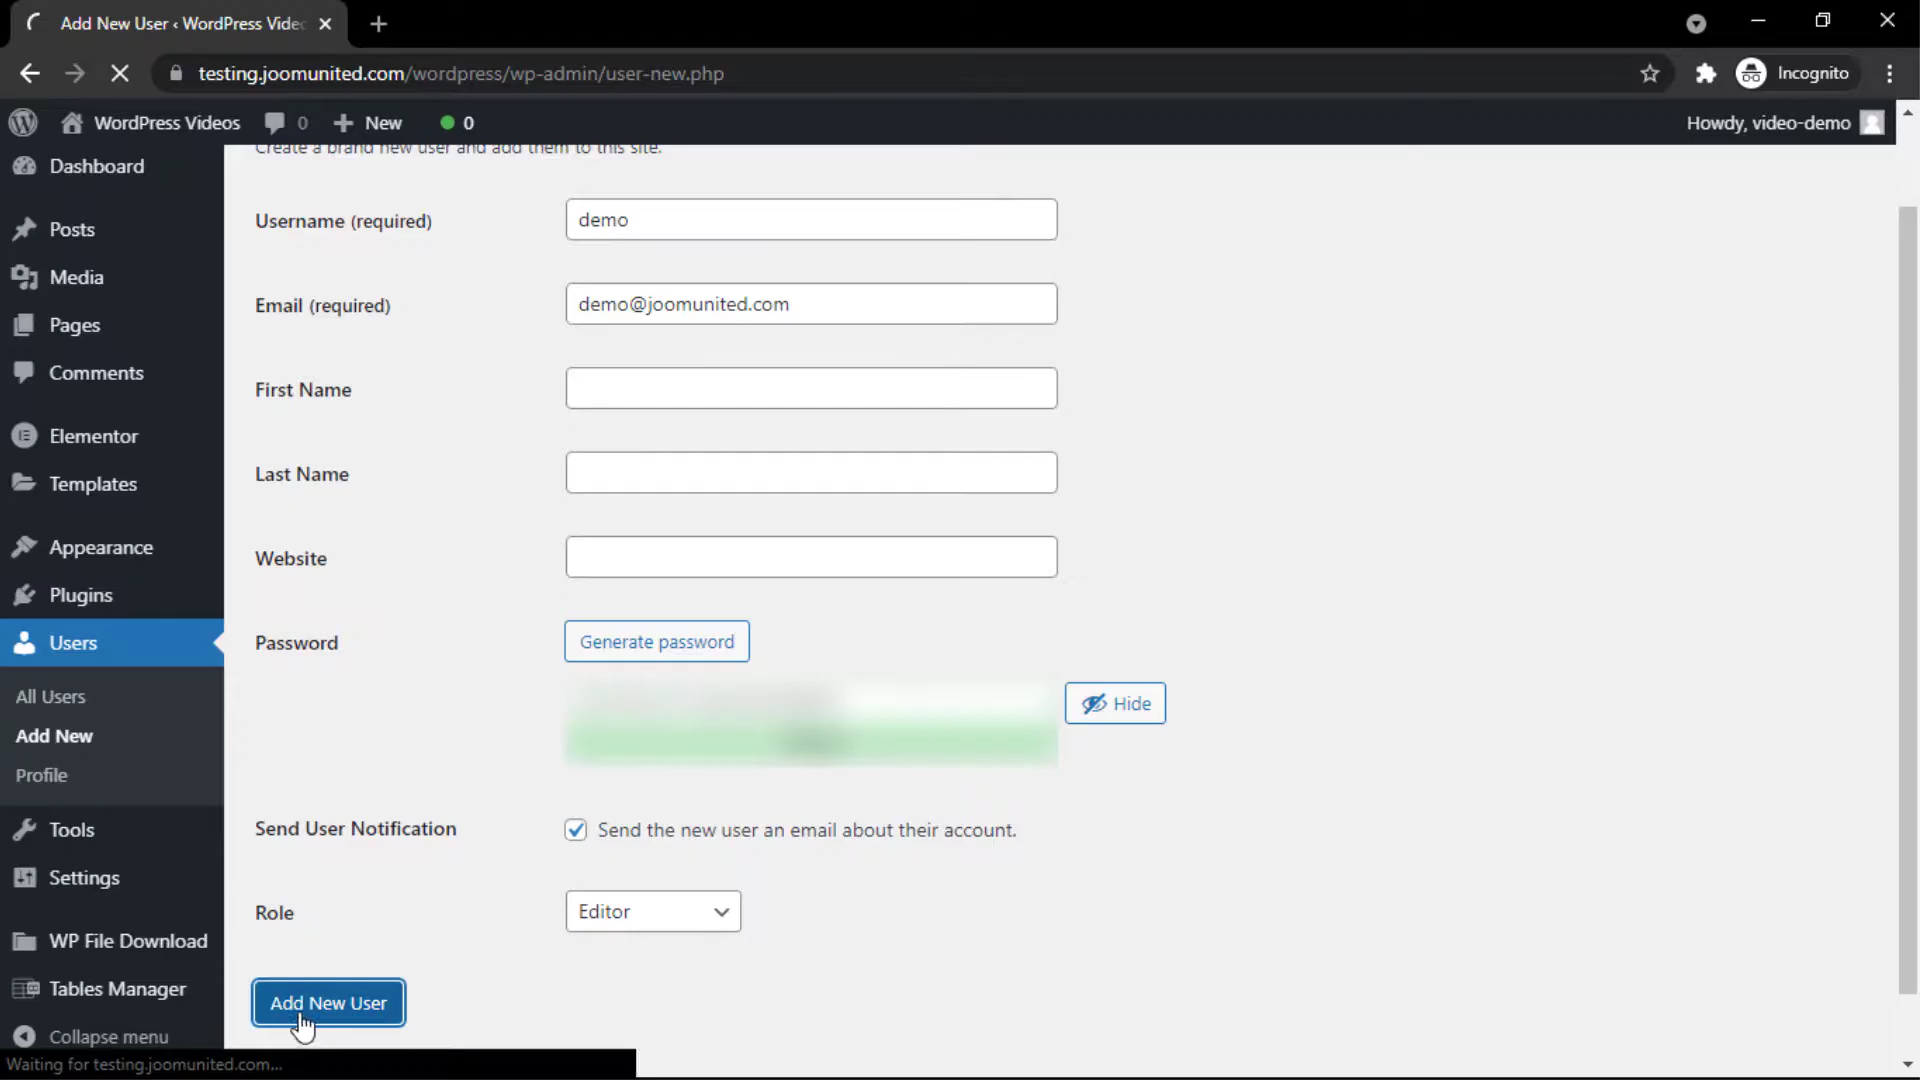 Add New User ‹ WordPress Vide
testing.joomunited.com/wordpress/wp-admin/user-new.php
Incognito
WordPress Videos
0
New
0
Howdy, video-demo
Dashboard
Posts
Media
Pages
Comments
Elementor
Templates
Appearance
Plugins
Users
All Users
Add New
Profile
Tools
Settings
WP File Download
Tables Manager
Collapse menu
Create a brand new user and add them to this site.
Username (required)
demo
Email (required)
demo@joomunited.com
First Name
Last Name
Website
Password
Generate password
Hide
Send User Notification
Send the new user an email about their account.
Role
Editor
Add New User
Waiting for testing.joomunited.com...